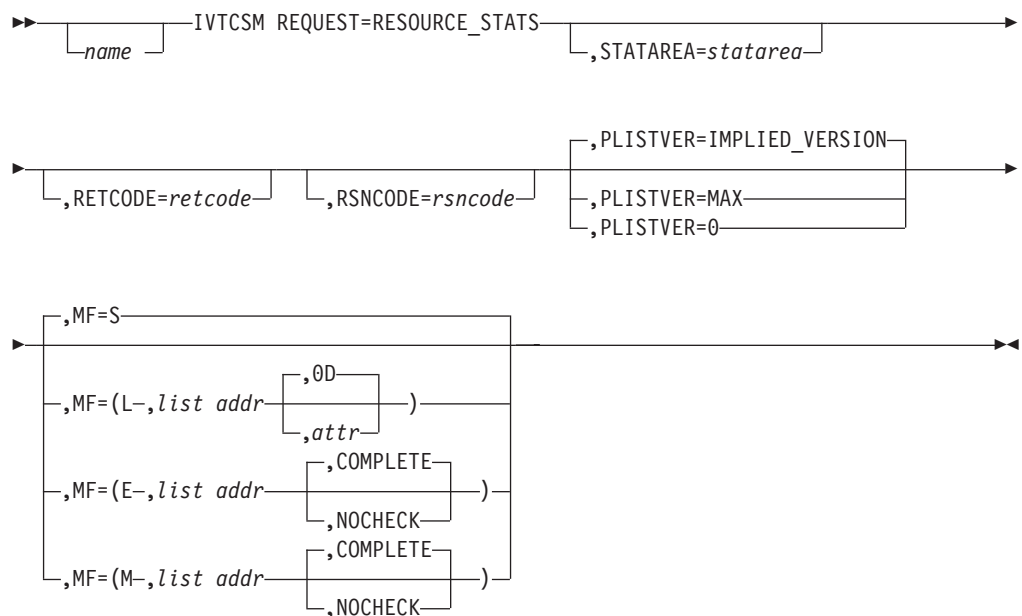 IVTCSM REQUEST=RESOURCE_STATS
name
,STATAREA=statarea
,PLISTVER=IMPLIED_VERSION
,RETCODE=retcode
,RSNCODE=rsncode
,PLISTVER=MAX
,PLISTVER=0
,MF=S
,0D
,MF=(L ,list addr )
,attr
,COMPLETE
,MF=(E ,list addr )
,NOCHECK
,COMPLETE
,MF=(M ,list addr )
,NOCHECK